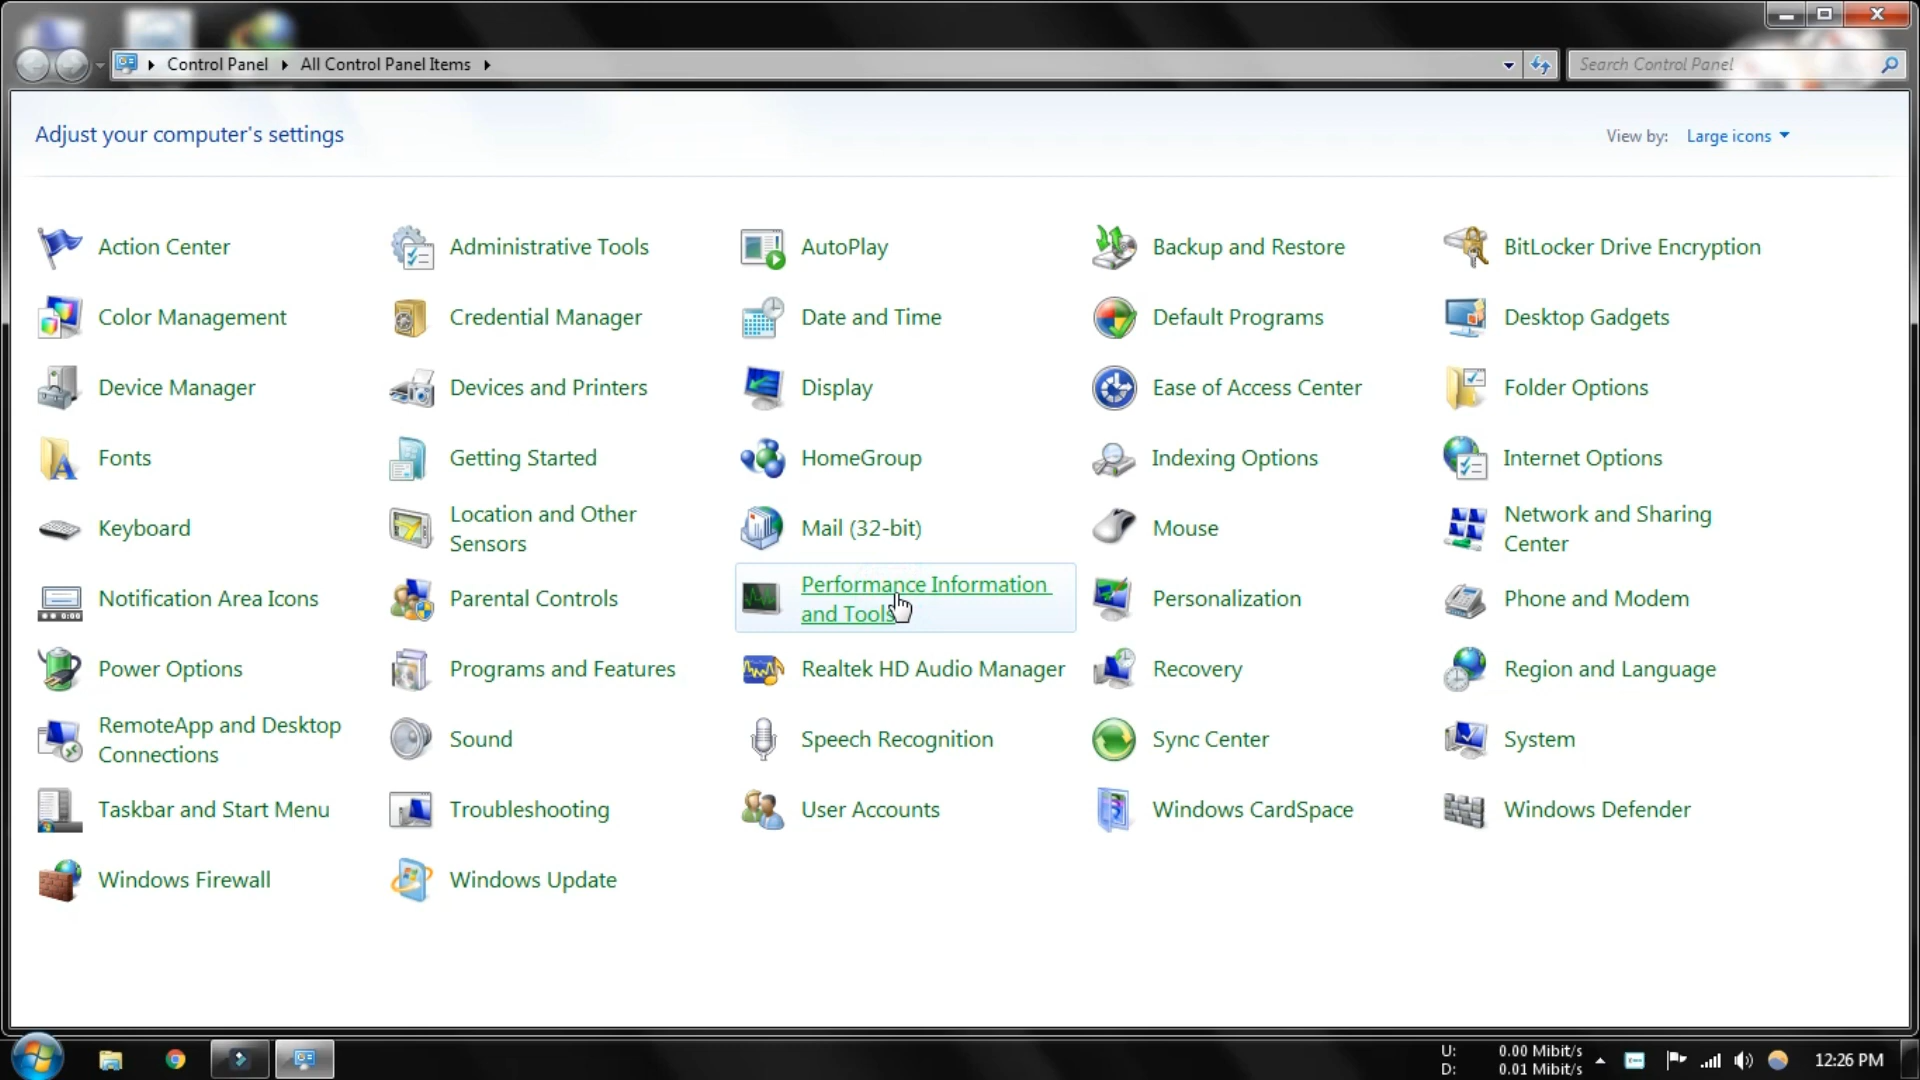 Control Panel All Control Panel Items
Search Control Panel
Adjust your computer's settings
View by: Large icons
Action Center
Administrative Tools
AutoPlay
Backup and Restore
BitLocker Drive Encryption
Color Management
Credential Manager
Date and Time
Default Programs
Desktop Gadgets
Device Manager
Devices and Printers
Display
Ease of Access Center
Folder Options
Fonts
Getting Started
HomeGroup
Indexing Options
Internet Options
Keyboard
Location and Other
Sensors
Mail (32-bit)
Mouse
Network and Sharing
Center
Notification Area Icons
Parental Controls
Performance Information
and Tools
Personalization
Phone and Modem
Power Options
Programs and Features
Realtek HD Audio Manager
Recovery
Region and Language
RemoteApp and Desktop
Connections
Sound
Speech Recognition
Sync Center
System
Taskbar and Start Menu
Troubleshooting
User Accounts
Windows CardSpace
Windows Defender
Windows Firewall
Windows Update
U: 0.00 Mibit/s
D: 0.01 Mibit/s
12:26 PM